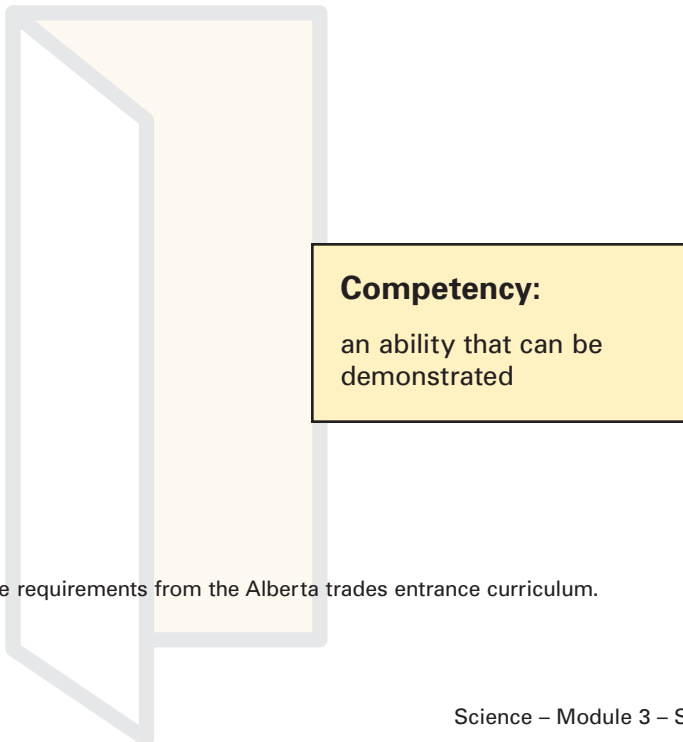 Competency:
an ability that can be
demonstrated
requirements from the Alberta trades entrance curriculum.
Science – Module 3 –